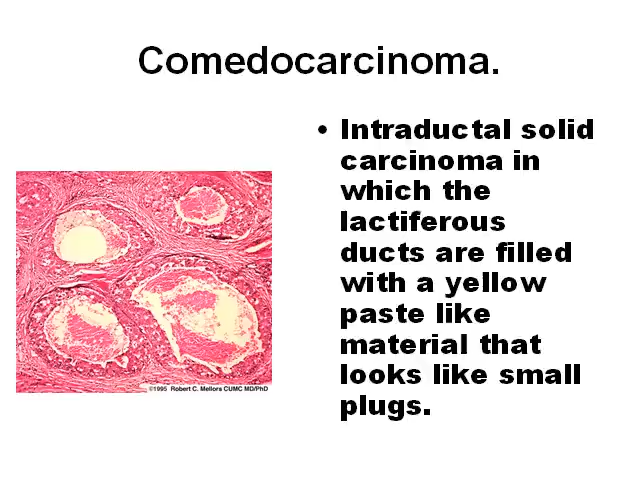 Comedocarcinoma.
• Intraductal solid
carcinoma in
which the
lactiferous
ducts are filled
with a yellow
paste like
material that
looks like small
plugs.
©1995 Robert C. Mellors CUMC MD/PhD